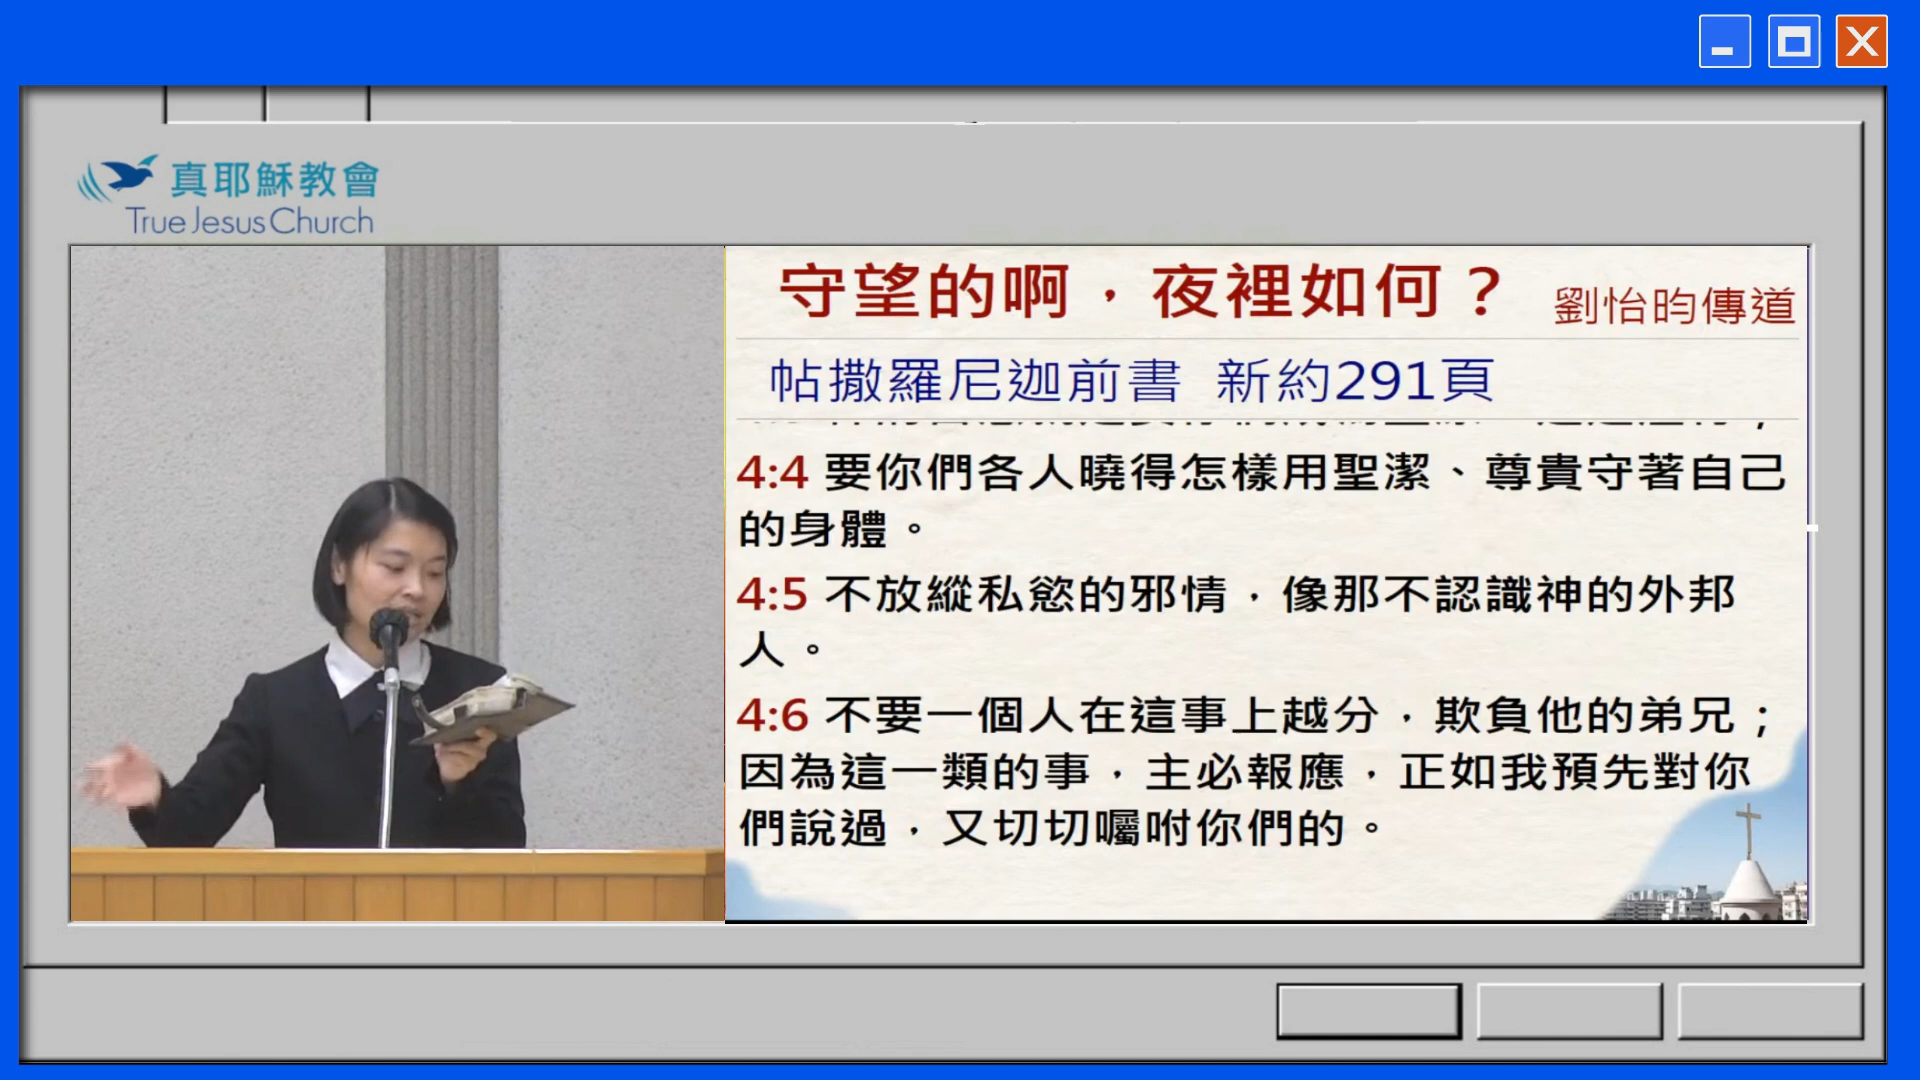 真耶穌教會
True Jesus Church
守望的啊，夜裡如何？
劉怡昀傳道
帖撒羅尼迦前書 新約291頁
4:4 要你們各人曉得怎樣用聖潔、尊貴守著自己
的身體。
4:5 不放縱私慾的邪情，像那不認識神的外邦
人。
4:6 不要一個人在這事上越分，欺負他的弟兄；
因為這一類的事，主必報應，正如我預先對你
們說過，又切切囑咐你們的。